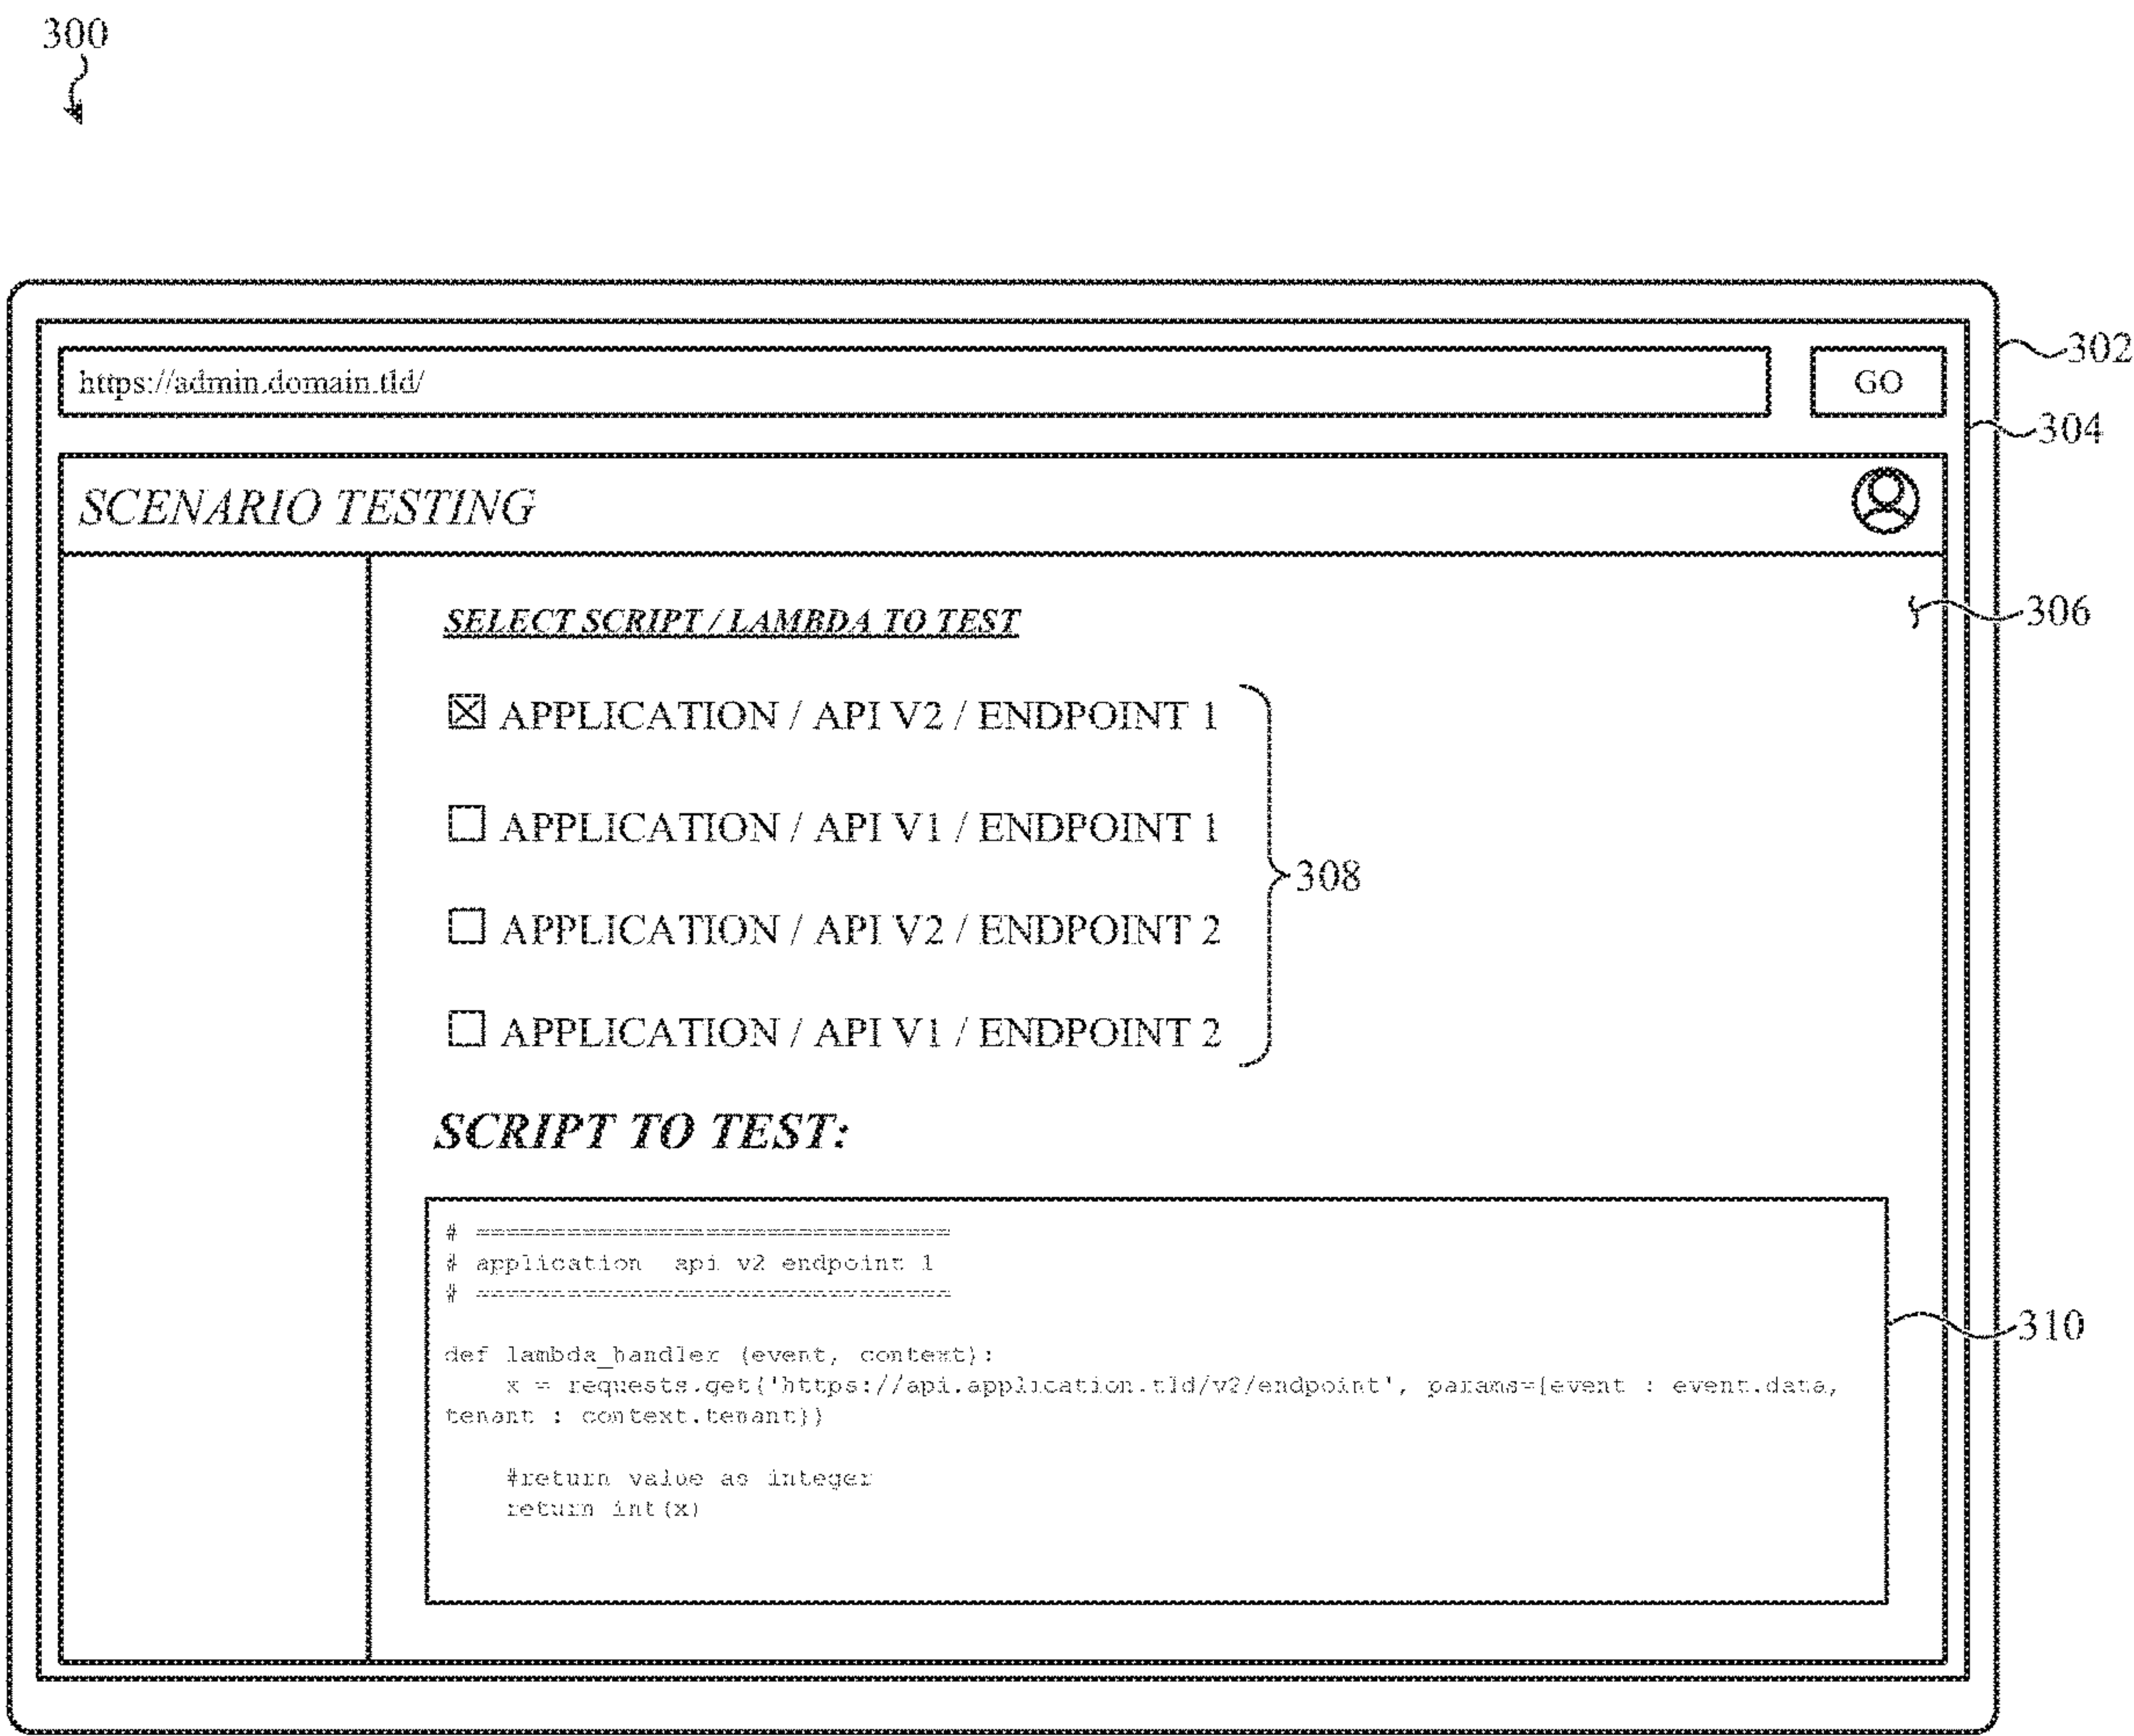 300
302
https://admin.domain.tld/ GO
304
SCENARIO TESTING
306
SELECT SCRIPT / LAMBDA TO TEST
APPLICATION / API V2 / ENDPOINT 1
APPLICATION / API V1 / ENDPOINT 1
308
APPLICATION / API V2 / ENDPOINT 2
APPLICATION / API V1 / ENDPOINT 2
SCRIPT TO TEST:
# ===============================
# application  api v2 endpoint 1
# ===============================
310
def lambda_handler (event, context):
    x = requests.get('https://api.application.tld/v2/endpoint', params={event : event.data,
tenant : context.tenant})
    #return value as integer
    return int(x)